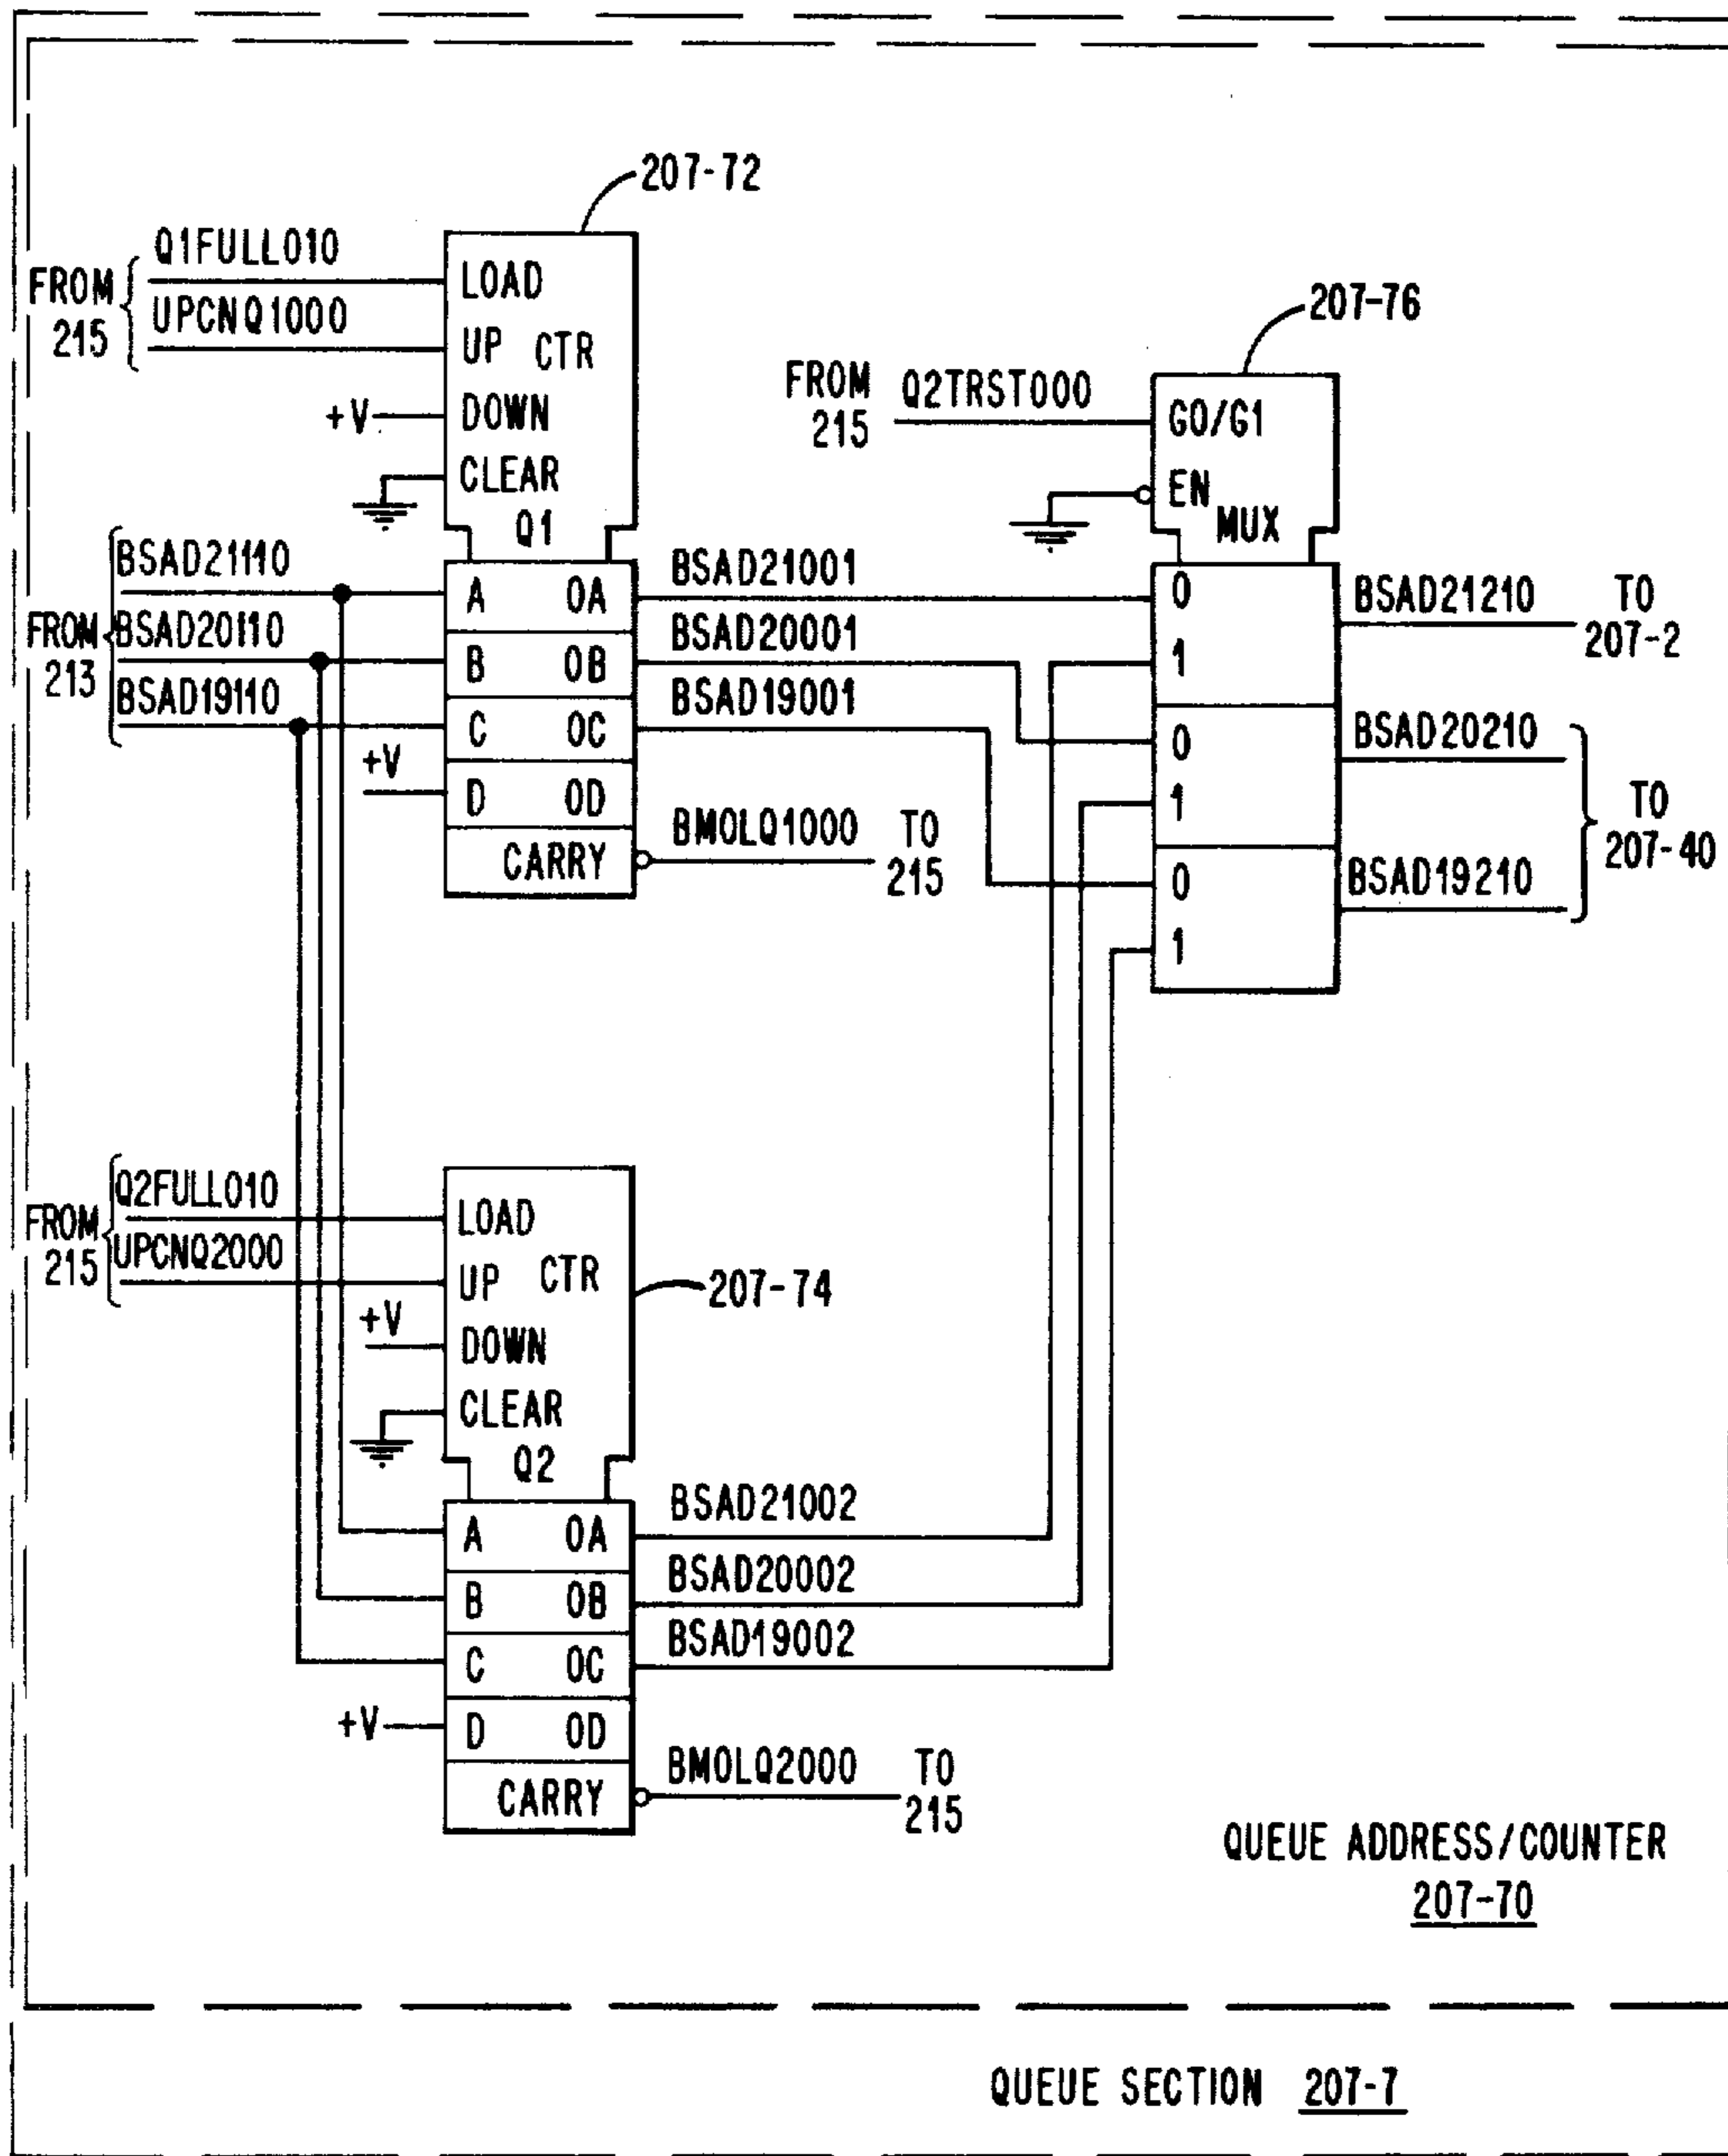 207-72
Q1FULL010
FROM
215
UPCNQ1000
LOAD
UP CTR
+V
DOWN
CLEAR
Q1
207-76
FROM
215
Q2TRST000
G0/G1
EN
MUX
FROM
213
BSAD21110
BSAD20110
BSAD19110
+V
A 0A
B 0B
C 0C
D 0D
CARRY
BSAD21001
BSAD20001
BSAD19001
BMOLQ1000
TO
215
0
1
0
1
0
1
BSAD21210
TO
207-2
BSAD20210
BSAD19210
TO
207-40
FROM
215
Q2FULL010
UPCNQ2000
LOAD
UP CTR
+V
DOWN
CLEAR
Q2
207-74
A 0A
B 0B
C 0C
+V
D 0D
CARRY
BSAD21002
BSAD20002
BSAD19002
BMOLQ2000
TO
215
QUEUE ADDRESS/COUNTER
207-70
QUEUE SECTION 207-7